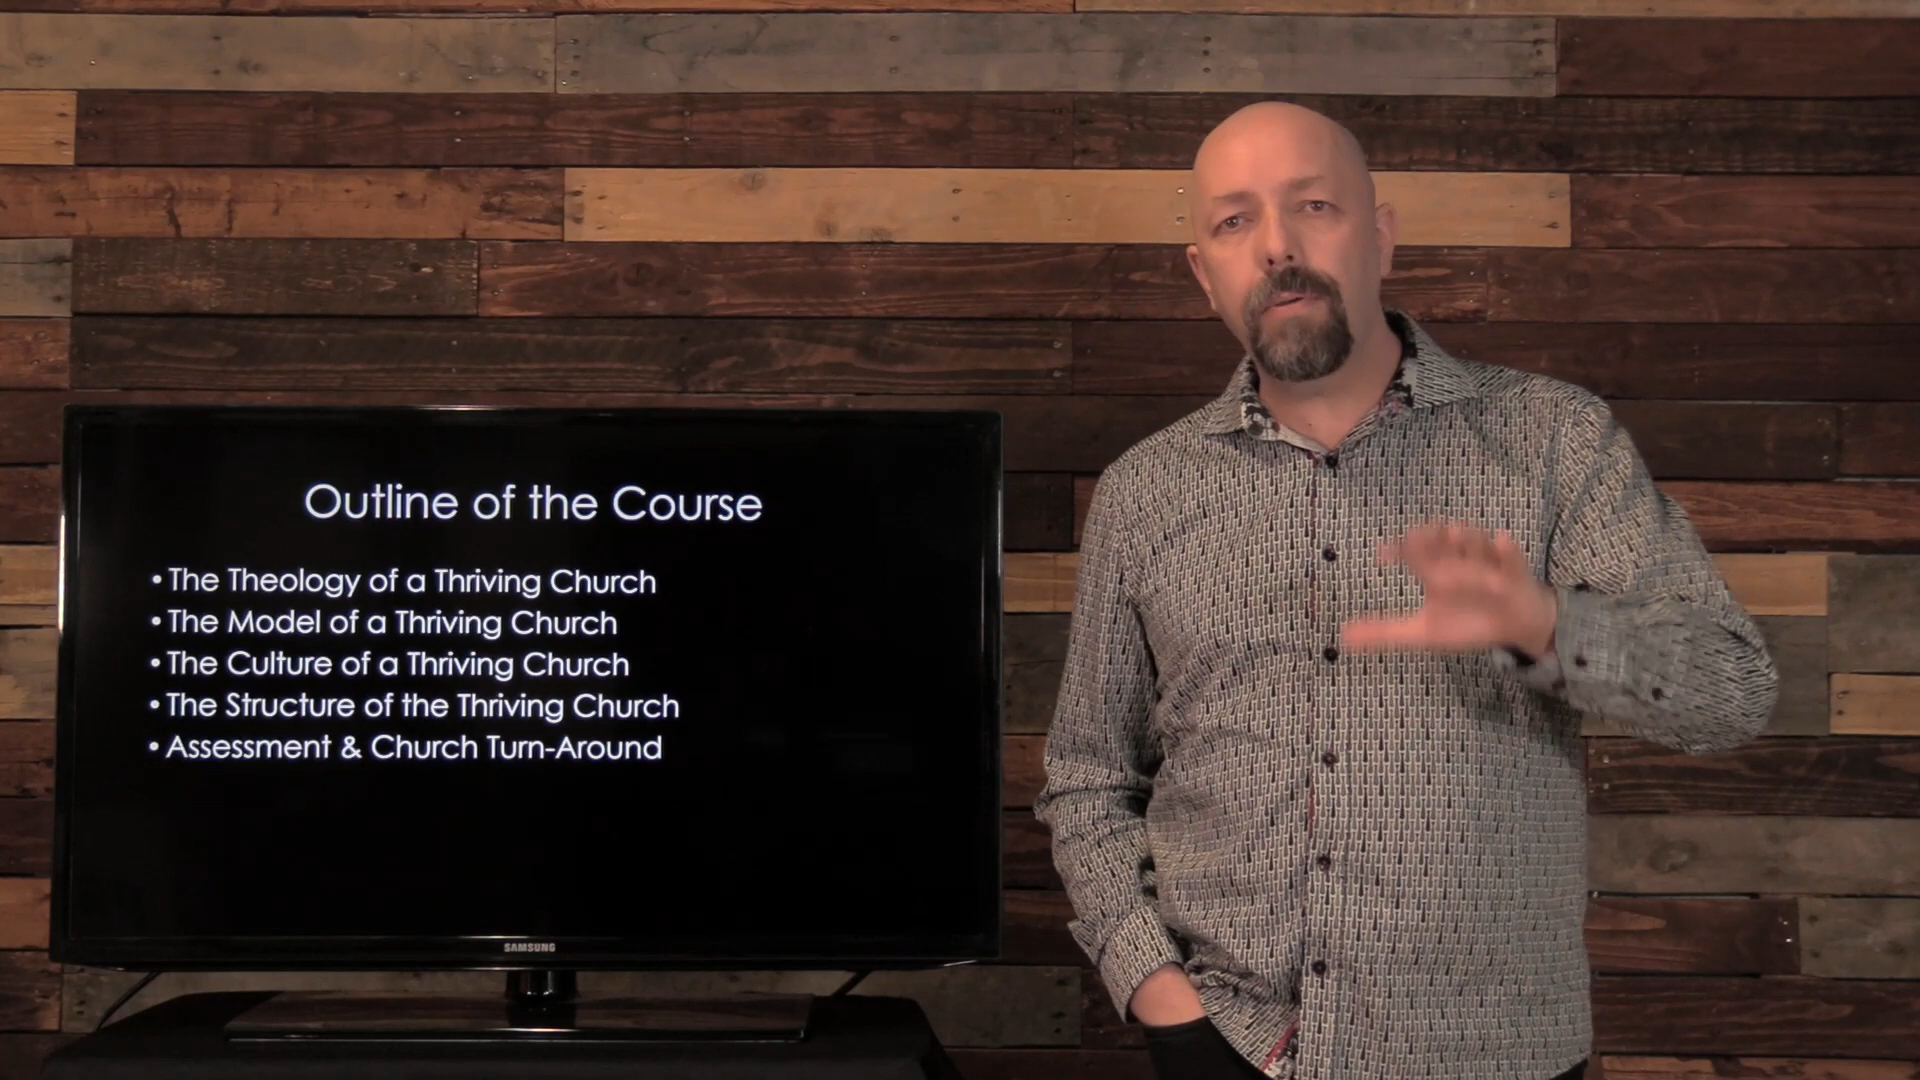 Outline of the Course
• The Theology of a Thriving Church
• The Model of a Thriving Church
• The Culture of a Thriving Church
• The Structure of the Thriving Church
• Assessment & Church Turn-Around
SAMSUNG